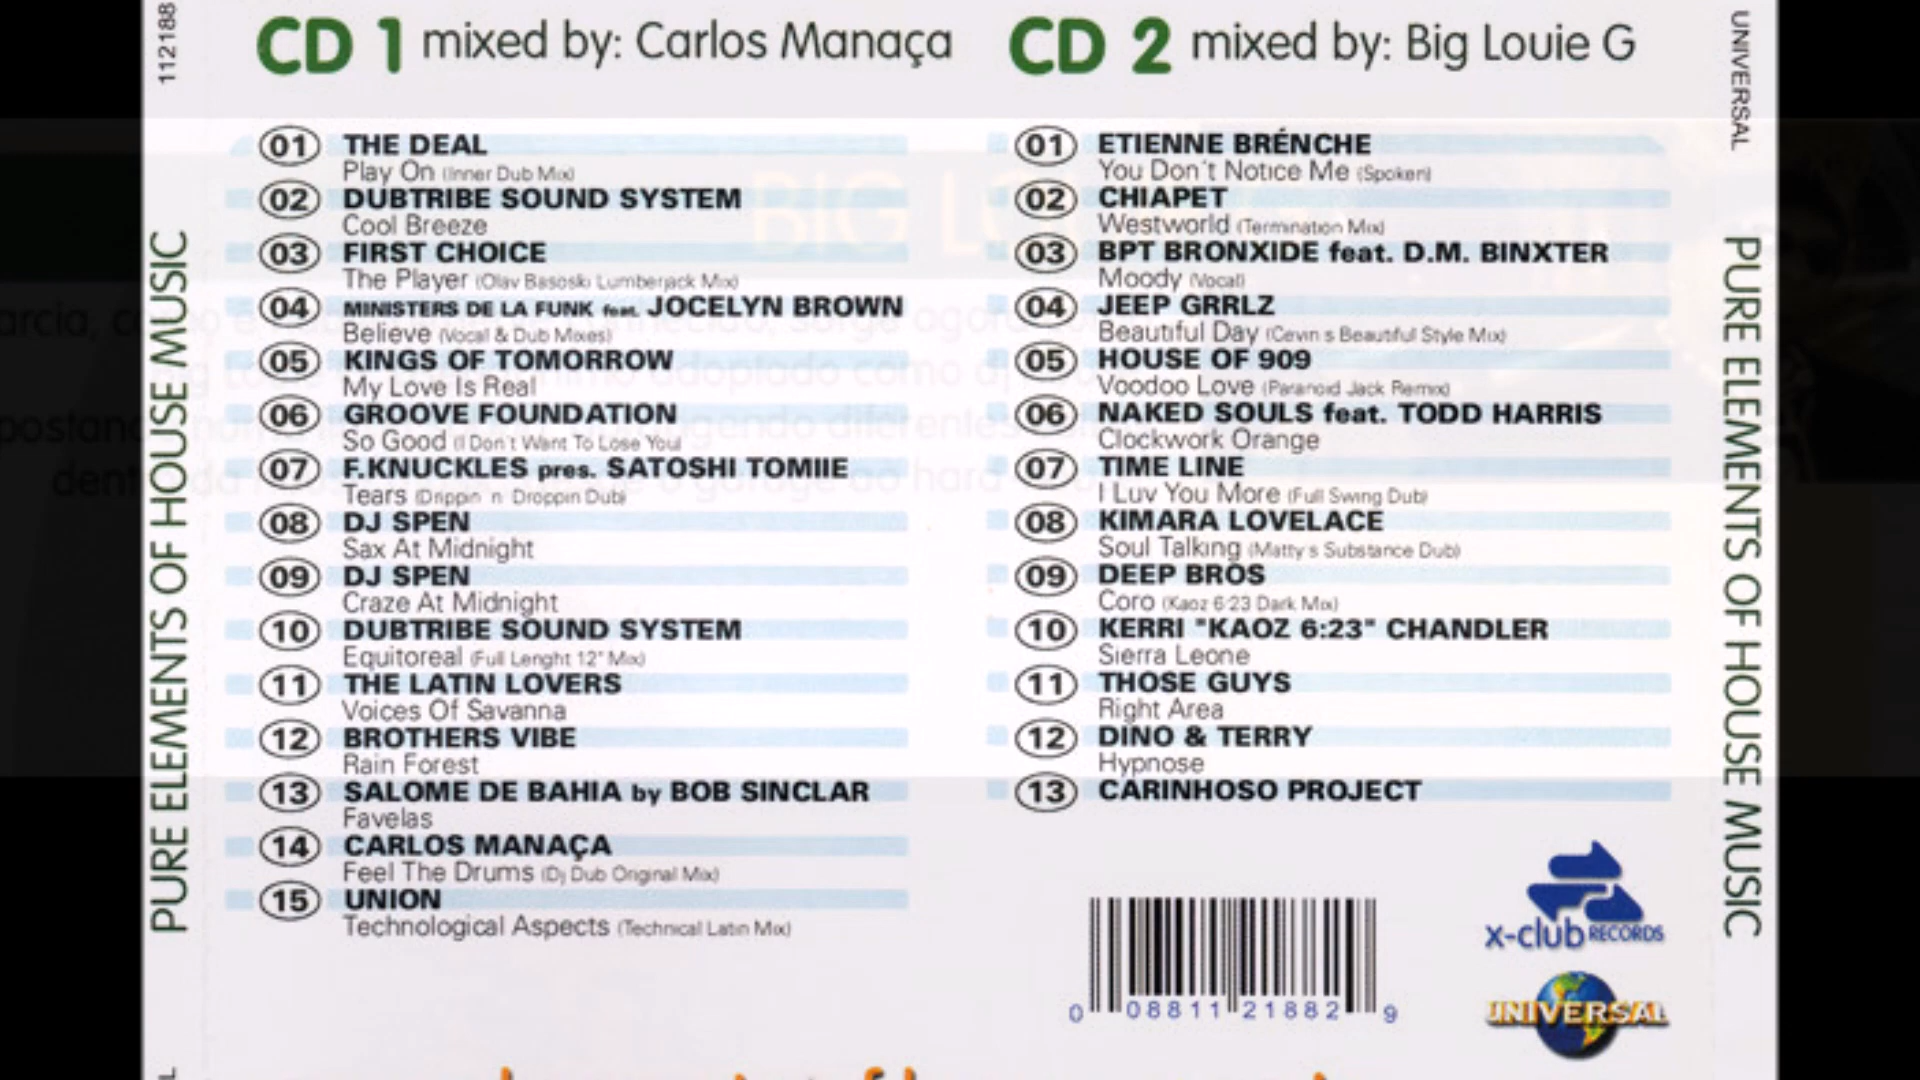 112188
CD 1 mixed by: Carlos Manaça
01 THE DEAL
Play On (Inner Dub Mix)
02 DUBTRIBE SOUND SYSTEM
Cool Breeze
03 FIRST CHOICE
The Player (Olav Basoski Lumberjack Mix)
04 MINISTERS DE LA FUNK feat. JOCELYN BROWN
Believe (Vocal & Dub Mixes)
05 KINGS OF TOMORROW
My Love Is Real
06 GROOVE FOUNDATION
So Good (I Don't Want To Lose You)
07 F.KNUCKLES pres. SATOSHI TOMIIE
Tears (Drippin´n´Droppin Dub)
08 DJ SPEN
Sax At Midnight
09 DJ SPEN
Craze At Midnight
10 DUBTRIBE SOUND SYSTEM
Equitoreal (Full Lenght 12" Mix)
11 THE LATIN LOVERS
Voices Of Savanna
12 BROTHERS VIBE
Rain Forest
13 SALOME DE BAHIA by BOB SINCLAR
Favelas
14 CARLOS MANAÇA
Feel The Drums (Dj Dub Original Mix)
15 UNION
Technological Aspects (Technical Latin Mix)
CD 2 mixed by: Big Louie G
01 ETIENNE BRÉNCHE
You Don´t Notice Me (Spoken)
02 CHIAPET
Westworld (Termination Mix)
03 BPT BRONXIDE feat. D.M. BINXTER
Moody (Vocal)
04 JEEP GRRLZ
Beautiful Day (Cevin´s Beautiful Style Mix)
05 HOUSE OF 909
Voodoo Love (Paranoid Jack Remix)
06 NAKED SOULS feat. TODD HARRIS
Clockwork Orange
07 TIME LINE
I Luv You More (Full Swing Dub)
08 KIMARA LOVELACE
Soul Talking (Matty´s Substance Dub)
09 DEEP BROS
Coro (Kaoz 6:23 Dark Mix)
10 KERRI "KAOZ 6:23" CHANDLER
Sierra Leone
11 THOSE GUYS
Right Area
12 DINO & TERRY
Hypnose
13 CARINHOSO PROJECT
x-club RECORDS
UNIVERSAL
0 08811 21882 9
PURE ELEMENTS OF HOUSE MUSIC
UNIVERSAL
PURE ELEMENTS OF HOUSE MUSIC